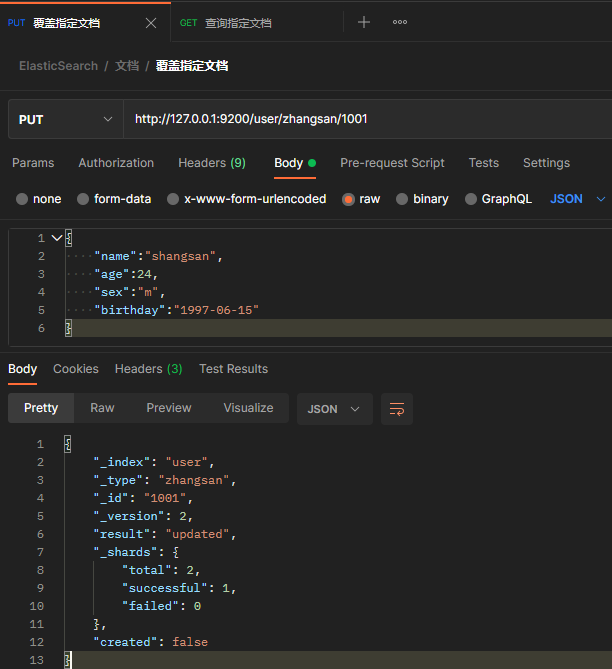 PUT 覆盖指定文档 GET 查询指定文档
ElasticSearch / 文档 / 覆盖指定文档
PUT http://127.0.0.1:9200/user/zhangsan/1001
Params Authorization Headers (9) Body Pre-request Script Tests Settings
none form-data x-www-form-urlencoded raw binary GraphQL JSON
1 {
2 "name":"shangsan",
3 "age":24,
4 "sex":"m",
5 "birthday":"1997-06-15"
6 }
Body Cookies Headers (3) Test Results
Pretty Raw Preview Visualize JSON
1 {
2 "_index": "user",
3 "_type": "zhangsan",
4 "_id": "1001",
5 "_version": 2,
6 "result": "updated",
7 "_shards": {
8 "total": 2,
9 "successful": 1,
10 "failed": 0
11 },
12 "created": false
13 }